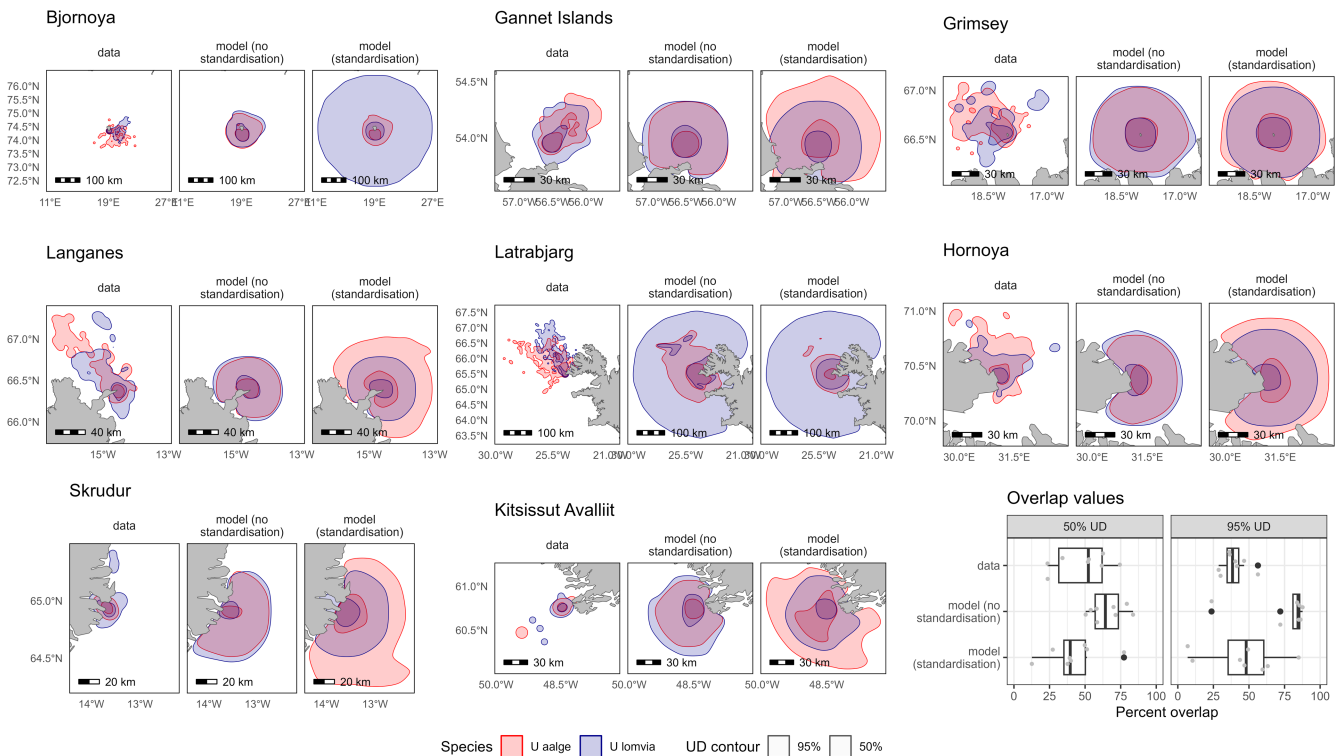 Bjornoya
data
model (no
standardisation)
model
(standardisation)
76.0°N
75.5°N
75.0°N
74.5°N
74.0°N
73.5°N
73.0°N
72.5°N
100 km
100 km
100 km
11°E 19°E 27°E 11°E 19°E 27°E 11°E 19°E 27°E
Gannet Islands
data
model (no
standardisation)
model
(standardisation)
54.5°N
54.0°N
30 km
30 km
30 km
57.0°W 56.5°W 56.0°W 57.0°W 56.5°W 56.0°W 57.0°W 56.5°W 56.0°W
Grimsey
data
model (no
standardisation)
model
(standardisation)
67.0°N
66.5°N
30 km
30 km
30 km
18.5°W 17.0°W 18.5°W 17.0°W 18.5°W 17.0°W
Langanes
data
model (no
standardisation)
model
(standardisation)
67.0°N
66.5°N
66.0°N
40 km
40 km
40 km
15°W 13°W 15°W 13°W 15°W 13°W
Latrabjarg
data
model (no
standardisation)
model
(standardisation)
67.5°N
67.0°N
66.5°N
66.0°N
65.5°N
65.0°N
64.5°N
64.0°N
63.5°N
100 km
100 km
100 km
30.0°W 25.5°W 21.0°W 25.5°W 21.0°W 25.5°W 21.0°W
Hornoya
data
model (no
standardisation)
model
(standardisation)
71.0°N
70.5°N
70.0°N
30 km
30 km
30 km
30.0°E 31.5°E 30.0°E 31.5°E 30.0°E 31.5°E
Skrudur
data
model (no
standardisation)
model
(standardisation)
65.0°N
64.5°N
20 km
20 km
20 km
14°W 13°W 14°W 13°W 14°W 13°W
Kitsissut Avalliit
data
model (no
standardisation)
model
(standardisation)
61.0°N
60.5°N
30 km
30 km
30 km
50.0°W 48.5°W 50.0°W 48.5°W 50.0°W 48.5°W
Overlap values
50% UD 95% UD
data
model (no
standardisation)
model
(standardisation)
0 25 50 75 100 0 25 50 75 100
Percent overlap
Species U aalge U lomvia UD contour 95% 50%